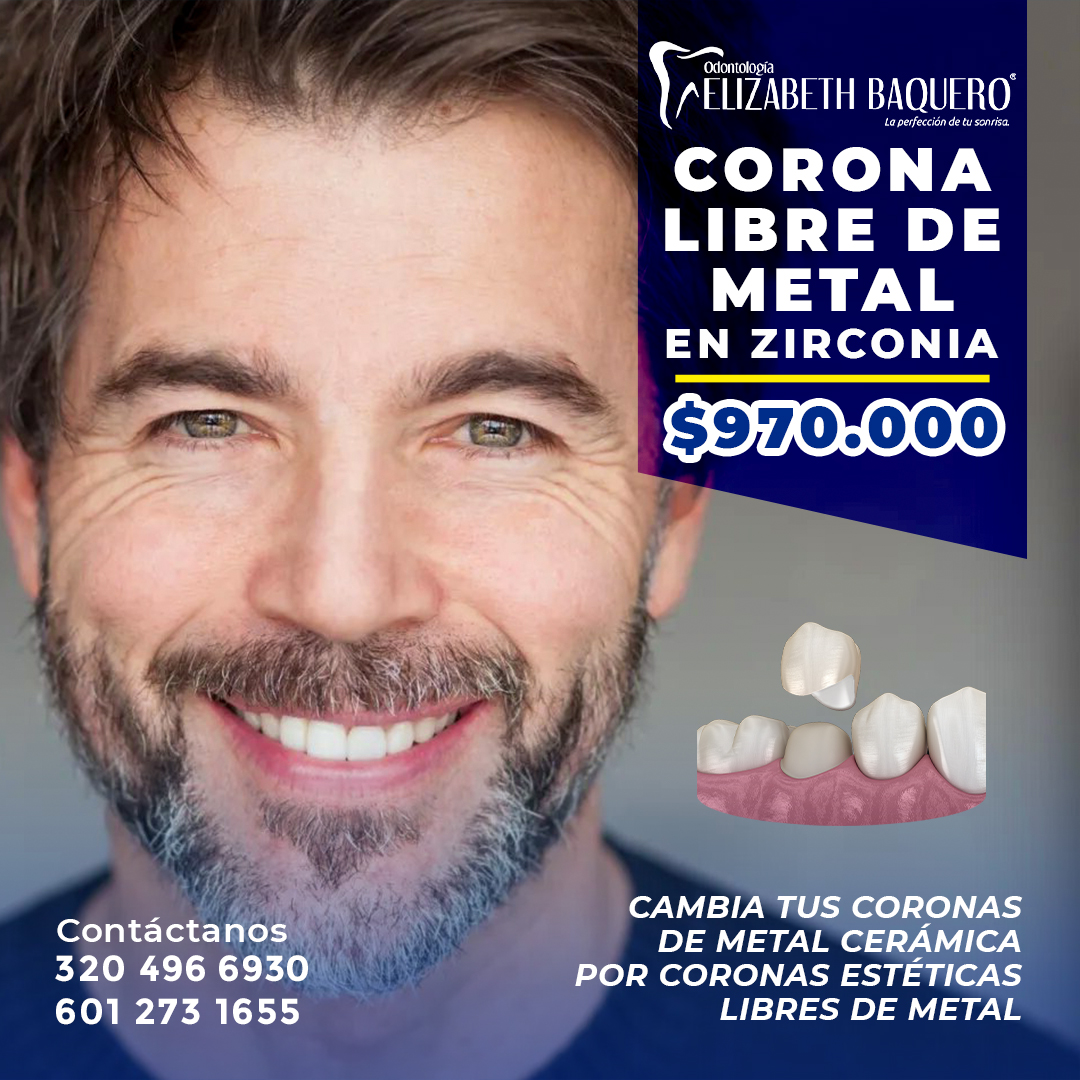 Odontología
ELIZABETH BAQUERO®
La perfección de tu sonrisa.
CORONA
LIBRE DE
METAL
EN ZIRCONIA
$970.000
Contáctanos
320 496 6930
601 273 1655
CAMBIA TUS CORONAS
DE METAL CERÁMICA
POR CORONAS ESTÉTICAS
LIBRES DE METAL